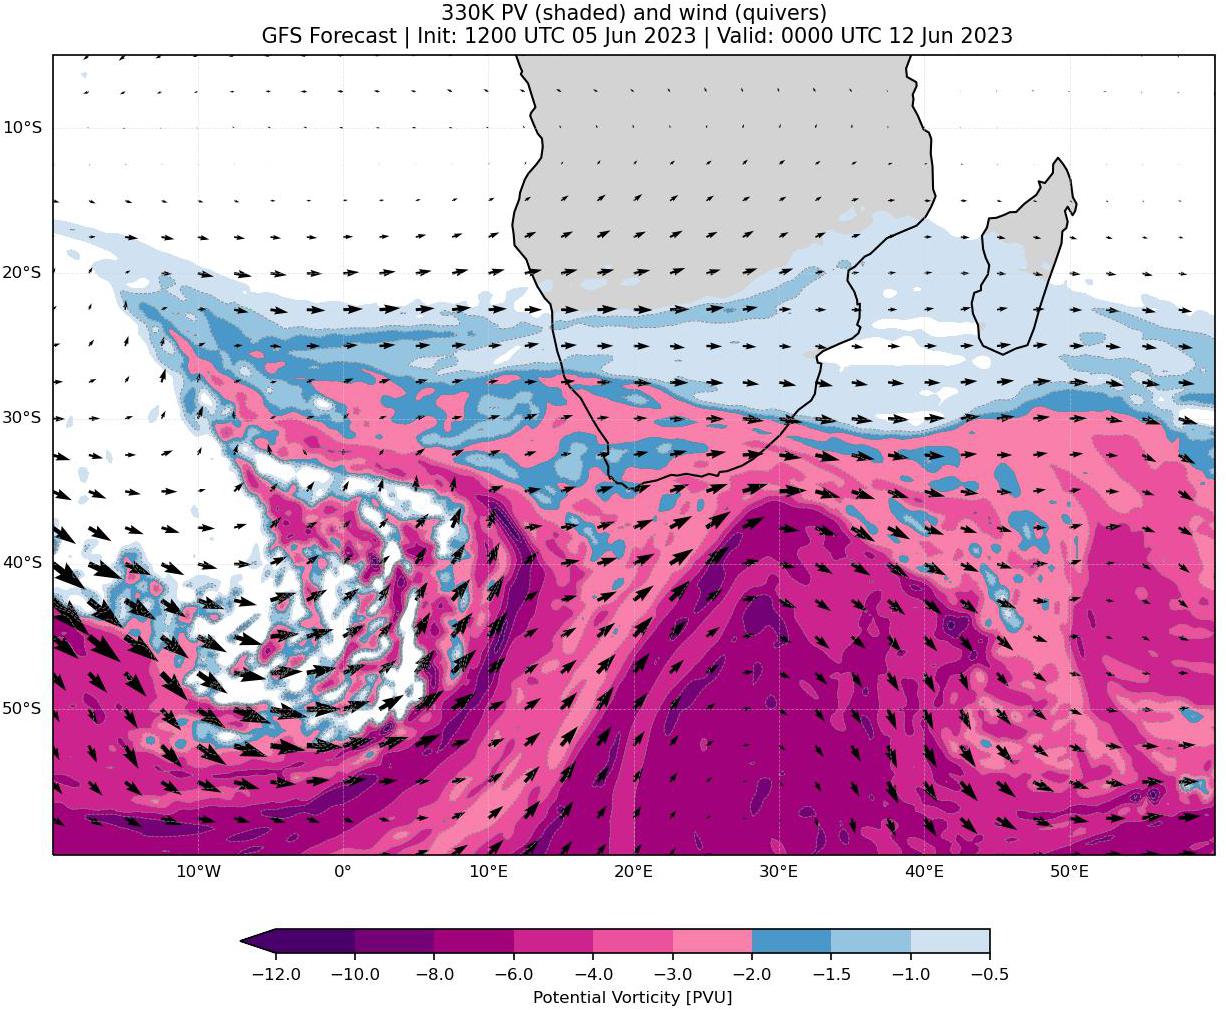 330K PV (shaded) and wind (quivers)
GFS Forecast | Init: 1200 UTC 05 Jun 2023 | Valid: 0000 UTC 12 Jun 2023
10°S
20°S
30°S
40°S
50°S
10°W 0° 10°E 20°E 30°E 40°E 50°E
−12.0 −10.0 −8.0 −6.0 −4.0 −3.0 −2.0 −1.5 −1.0 −0.5
Potential Vorticity [PVU]